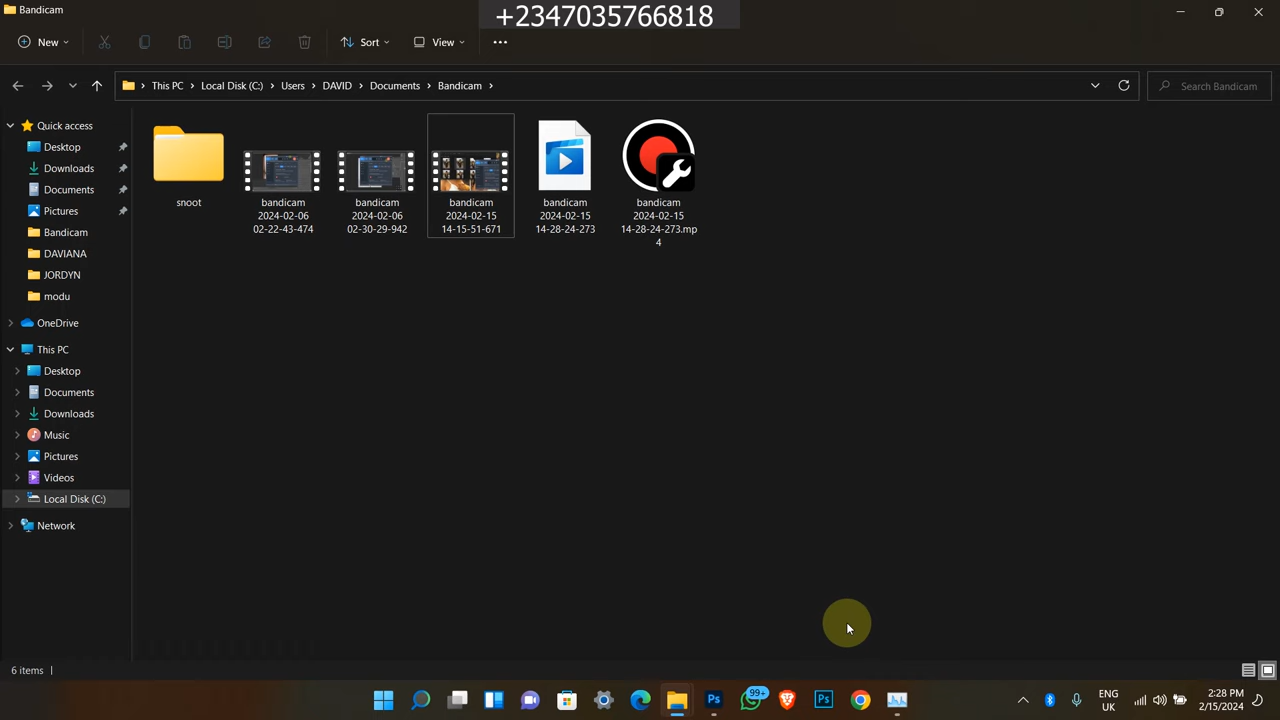 Bandicam
+2347035766818
New
Sort
View
This PC
Local Disk (C:)
Users
DAVID
Documents
Bandicam
Search Bandicam
Quick access
Desktop
Downloads
Documents
Pictures
Bandicam
DAVIANA
JORDYN
modu
OneDrive
This PC
Desktop
Documents
Downloads
Music
Pictures
Videos
Local Disk (C:)
Network
snoot
bandicam
2024-02-06
02-22-43-474
bandicam
2024-02-06
02-30-29-942
bandicam
2024-02-15
14-15-51-671
bandicam
2024-02-15
14-28-24-273
bandicam
2024-02-15
14-28-24-273.mp
4
6 items
Ps
99+
Ps
ENG
UK
2:28 PM
2/15/2024